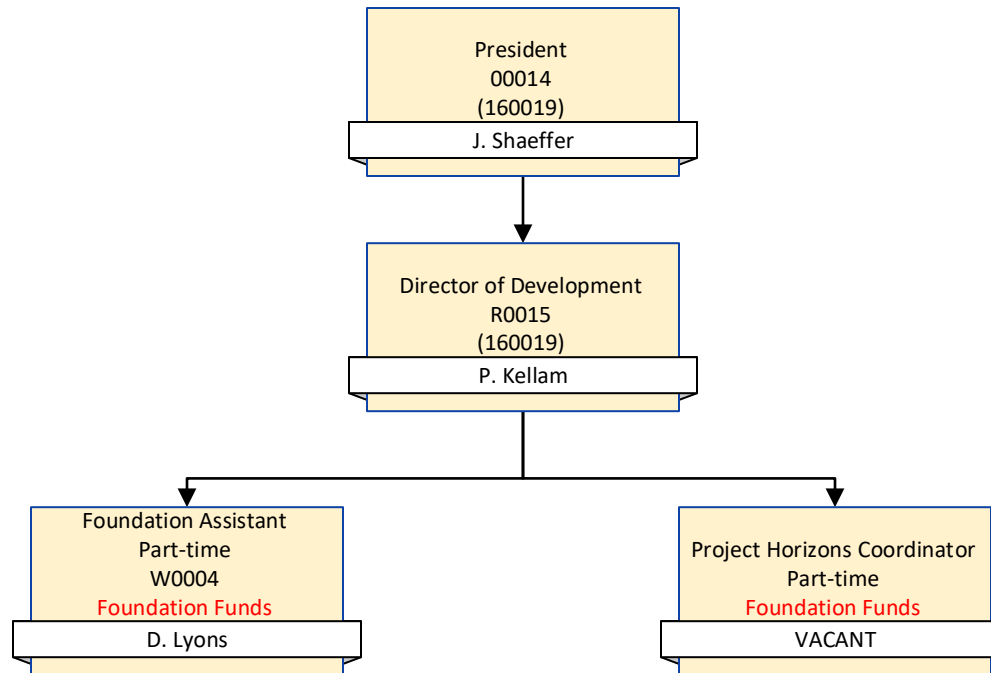 President
00014
(160019)
J. Shaeffer
Director of Development
R0015
(160019)
P. Kellam
Foundation Assistant
Part-time
W0004
Foundation Funds
D. Lyons
Project Horizons Coordinator
Part-time
Foundation Funds
VACANT